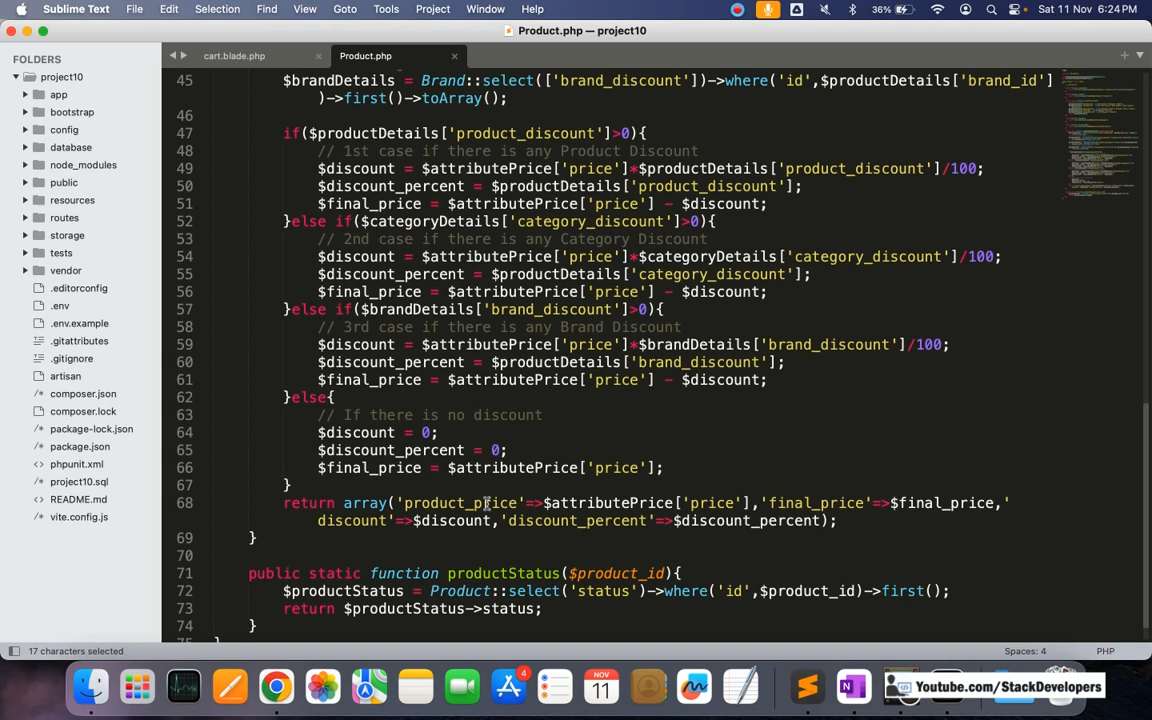 Sublime Text File Edit Selection Find View Goto Tools Project Window Help 36% Sat 11 Nov 6:24 PM
Product.php — project10
FOLDERS
project10
app
bootstrap
config
database
node_modules
public
resources
routes
storage
tests
vendor
.editorconfig
.env
.env.example
.gitattributes
.gitignore
artisan
composer.json
composer.lock
package-lock.json
package.json
phpunit.xml
project10.sql
README.md
vite.config.js
cart.blade.php × Product.php ×
45 $brandDetails = Brand::select(['brand_discount'])->where('id',$productDetails['brand_id']
)->first()->toArray();
46
47 if($productDetails['product_discount']>0){
48 // 1st case if there is any Product Discount
49 $discount = $attributePrice['price']*$productDetails['product_discount']/100;
50 $discount_percent = $productDetails['product_discount'];
51 $final_price = $attributePrice['price'] - $discount;
52 }else if($categoryDetails['category_discount']>0){
53 // 2nd case if there is any Category Discount
54 $discount = $attributePrice['price']*$categoryDetails['category_discount']/100;
55 $discount_percent = $productDetails['category_discount'];
56 $final_price = $attributePrice['price'] - $discount;
57 }else if($brandDetails['brand_discount']>0){
58 // 3rd case if there is any Brand Discount
59 $discount = $attributePrice['price']*$brandDetails['brand_discount']/100;
60 $discount_percent = $productDetails['brand_discount'];
61 $final_price = $attributePrice['price'] - $discount;
62 }else{
63 // If there is no discount
64 $discount = 0;
65 $discount_percent = 0;
66 $final_price = $attributePrice['price'];
67 }
68 return array('product_price'=>$attributePrice['price'],'final_price'=>$final_price,'
discount'=>$discount,'discount_percent'=>$discount_percent);
69 }
70
71 public static function productStatus($product_id){
72 $productStatus = Product::select('status')->where('id',$product_id)->first();
73 return $productStatus->status;
74 }
75 }
17 characters selected Spaces: 4 PHP
4
NOV
11
Youtube.com/StackDevelopers